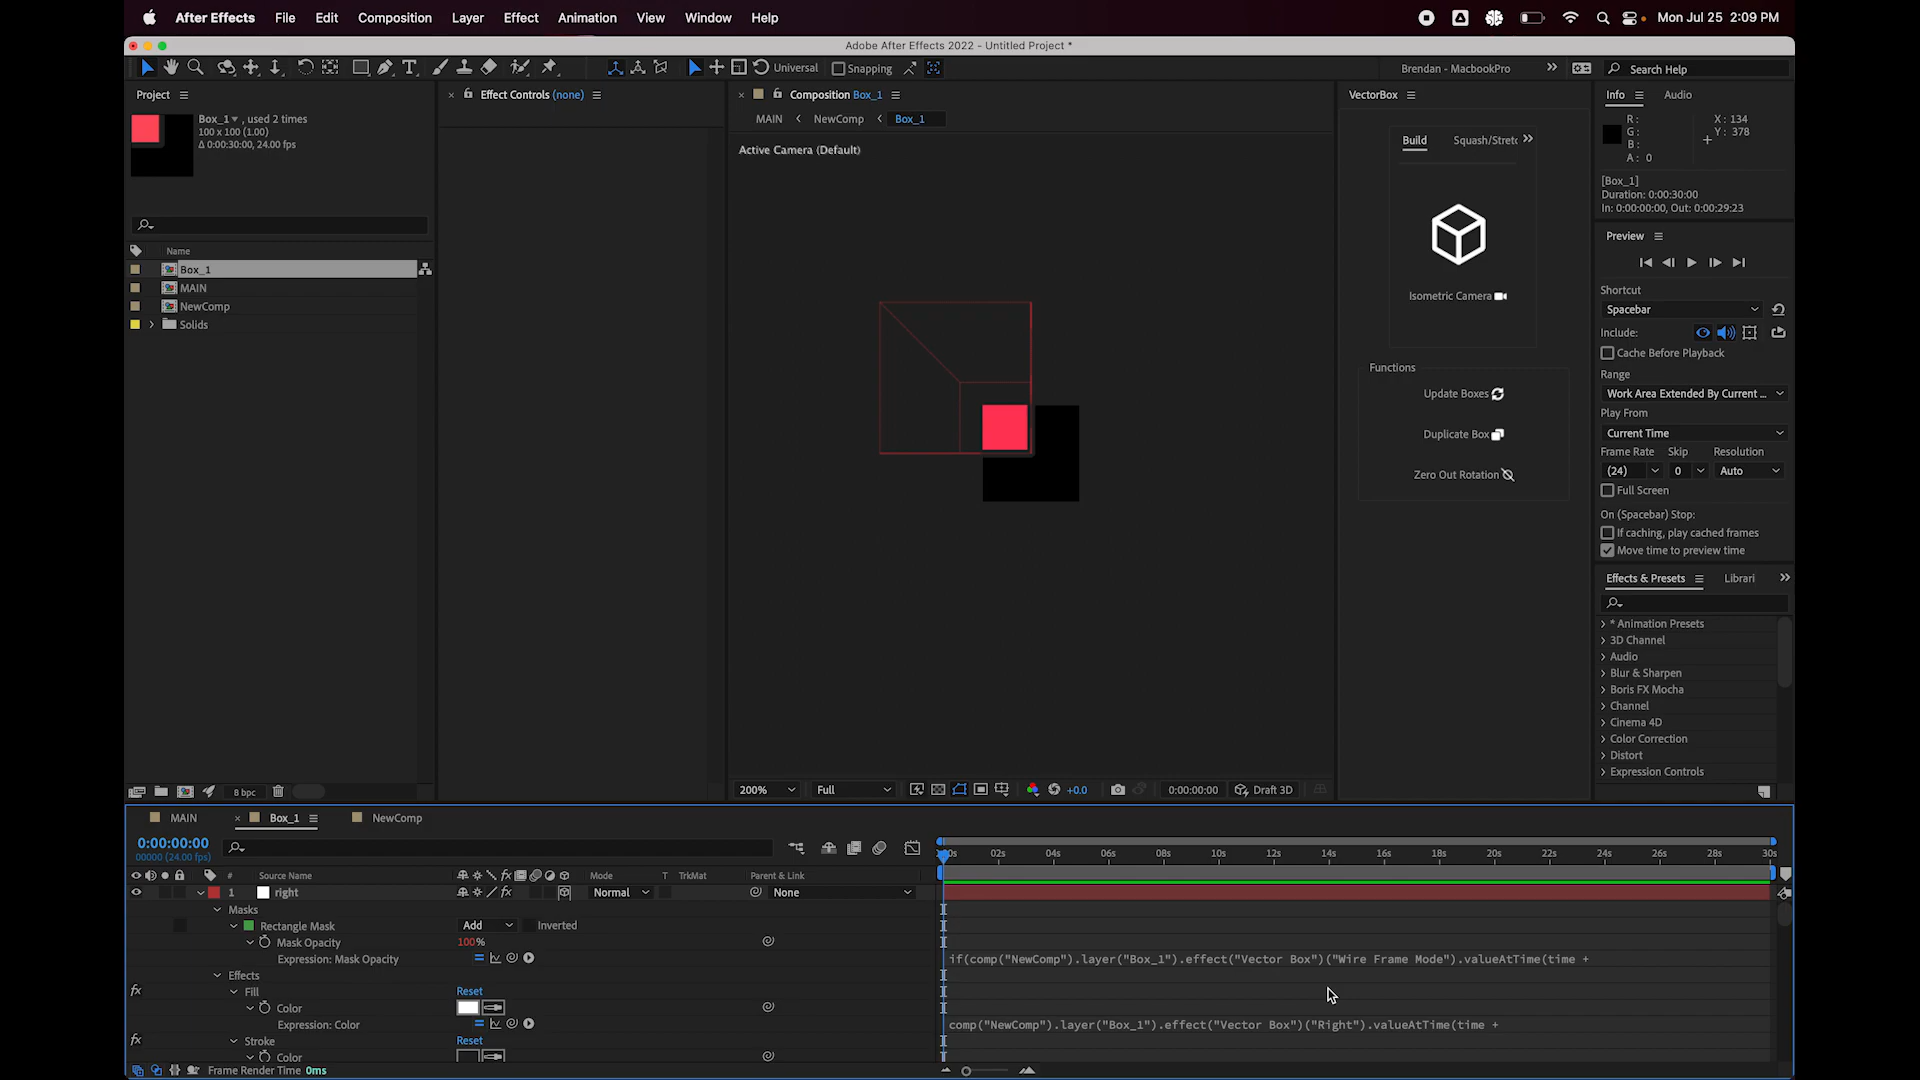 After Effects File Edit Composition Layer Effect Animation View Window Help Mon Jul 25 2:09 PM
Adobe After Effects 2022 - Untitled Project *
Universal Snapping Brendan - MacbookPro Search Help
Project
Box_1 , used 2 times
100 x 100 (1.00)
Δ 0:00:30:00, 24.00 fps
Name
Box_1
MAIN
NewComp
Solids
8 bpc
Effect Controls (none)
Composition Box_1
MAIN NewComp Box_1
Active Camera (Default)
200% Full +0.0 0:00:00:00 Draft 3D
VectorBox
Build Squash/Stretc
Isometric Camera
Functions
Update Boxes
Duplicate Box
Zero Out Rotation
Info Audio
R: X: 134
G: Y: 378
B:
A: 0
[Box_1]
Duration: 0:00:30:00
In: 0:00:00:00, Out: 0:00:29:23
Preview
Shortcut
Spacebar
Include:
Cache Before Playback
Range
Work Area Extended By Current ...
Play From
Current Time
Frame Rate Skip Resolution
(24) 0 Auto
Full Screen
On (Spacebar) Stop:
If caching, play cached frames
Move time to preview time
Effects & Presets Librari
* Animation Presets
3D Channel
Audio
Blur & Sharpen
Boris FX Mocha
Channel
Cinema 4D
Color Correction
Distort
Expression Controls
MAIN Box_1 NewComp
0:00:00:00
00000 (24.00 fps)
02s 04s 06s 08s 10s 12s 14s 16s 18s 20s 22s 24s 26s 28s 30s
# Source Name Mode T TrkMat Parent & Link
1 right Normal None
Masks
Rectangle Mask Add Inverted
Mask Opacity 100%
Expression: Mask Opacity if(comp("NewComp").layer("Box_1").effect("Vector Box")("Wire Frame Mode").valueAtTime(time +
Effects
fx Fill Reset
Color
Expression: Color comp("NewComp").layer("Box_1").effect("Vector Box")("Right").valueAtTime(time +
fx Stroke Reset
Color
Frame Render Time 0ms